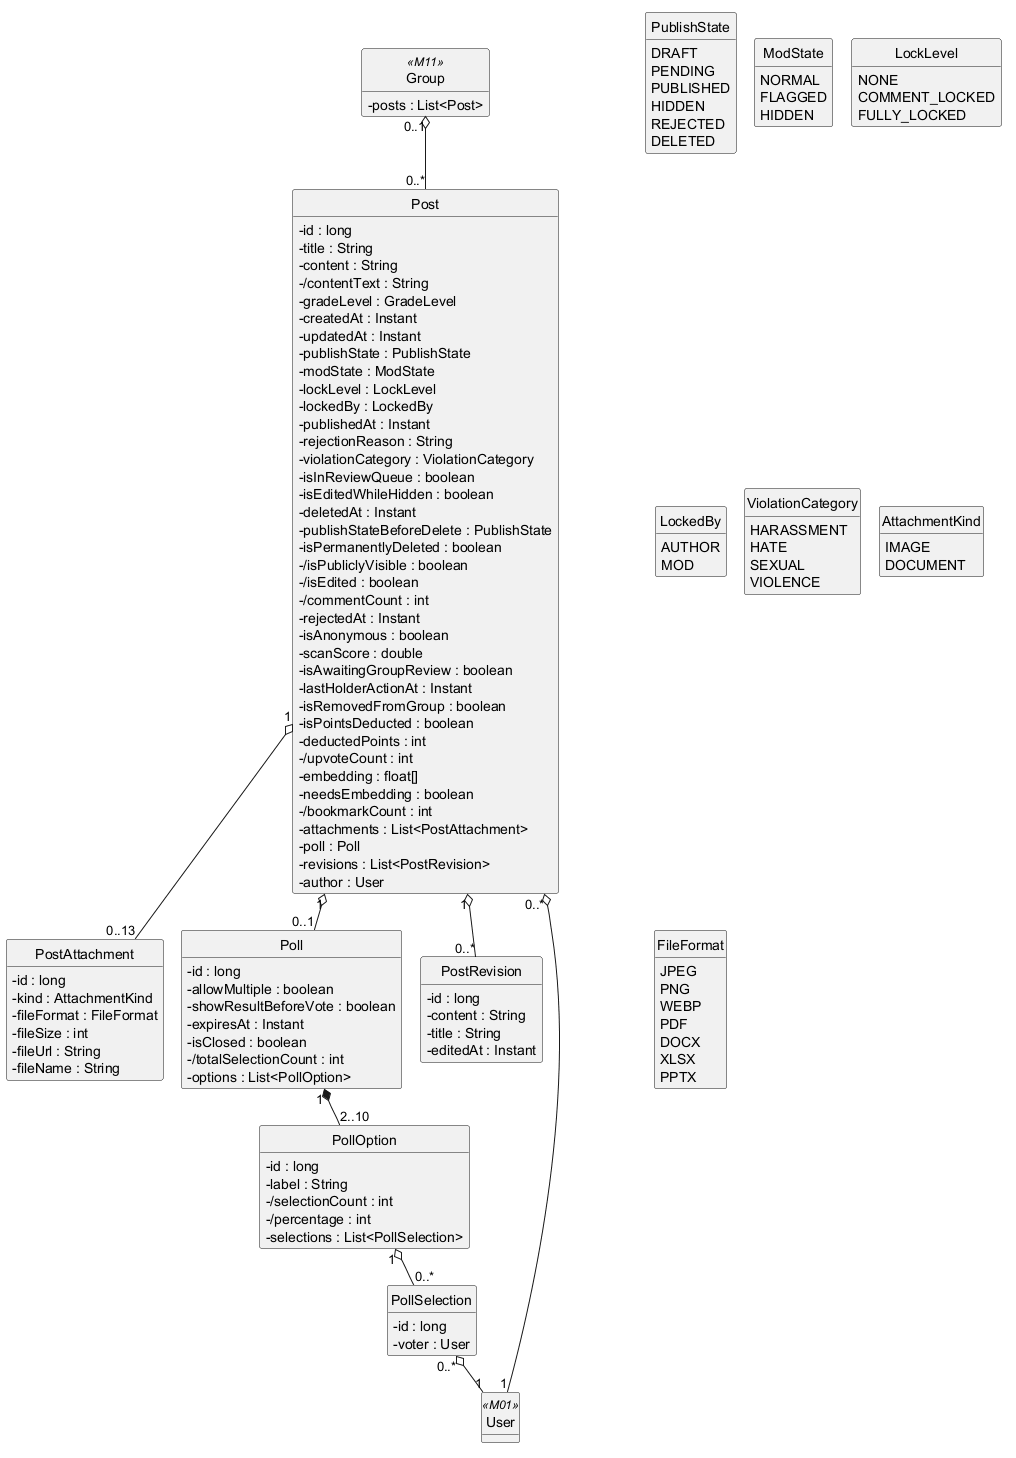 «M11»
Group
-posts : List<Post>
0..1
0..*
Post
-id : long
-title : String
-content : String
-/contentText : String
-gradeLevel : GradeLevel
-createdAt : Instant
-updatedAt : Instant
-publishState : PublishState
-modState : ModState
-lockLevel : LockLevel
-lockedBy : LockedBy
-publishedAt : Instant
-rejectionReason : String
-violationCategory : ViolationCategory
-isInReviewQueue : boolean
-isEditedWhileHidden : boolean
-deletedAt : Instant
-publishStateBeforeDelete : PublishState
-isPermanentlyDeleted : boolean
-/isPubliclyVisible : boolean
-/isEdited : boolean
-/commentCount : int
-rejectedAt : Instant
-isAnonymous : boolean
-scanScore : double
-isAwaitingGroupReview : boolean
-lastHolderActionAt : Instant
-isRemovedFromGroup : boolean
-isPointsDeducted : boolean
-deductedPoints : int
-/upvoteCount : int
-embedding : float[]
-needsEmbedding : boolean
-/bookmarkCount : int
-attachments : List<PostAttachment>
-poll : Poll
-revisions : List<PostRevision>
-author : User
1
0..13
1
0..1
1
0..*
0..*
1
PostAttachment
-id : long
-kind : AttachmentKind
-fileFormat : FileFormat
-fileSize : int
-fileUrl : String
-fileName : String
Poll
-id : long
-allowMultiple : boolean
-showResultBeforeVote : boolean
-expiresAt : Instant
-isClosed : boolean
-/totalSelectionCount : int
-options : List<PollOption>
PostRevision
-id : long
-content : String
-title : String
-editedAt : Instant
1
2..10
PollOption
-id : long
-label : String
-/selectionCount : int
-/percentage : int
-selections : List<PollSelection>
1
0..*
PollSelection
-id : long
-voter : User
0..*
1
«M01»
User
PublishState
DRAFT
PENDING
PUBLISHED
HIDDEN
REJECTED
DELETED
ModState
NORMAL
FLAGGED
HIDDEN
LockLevel
NONE
COMMENT_LOCKED
FULLY_LOCKED
LockedBy
AUTHOR
MOD
ViolationCategory
HARASSMENT
HATE
SEXUAL
VIOLENCE
AttachmentKind
IMAGE
DOCUMENT
FileFormat
JPEG
PNG
WEBP
PDF
DOCX
XLSX
PPTX